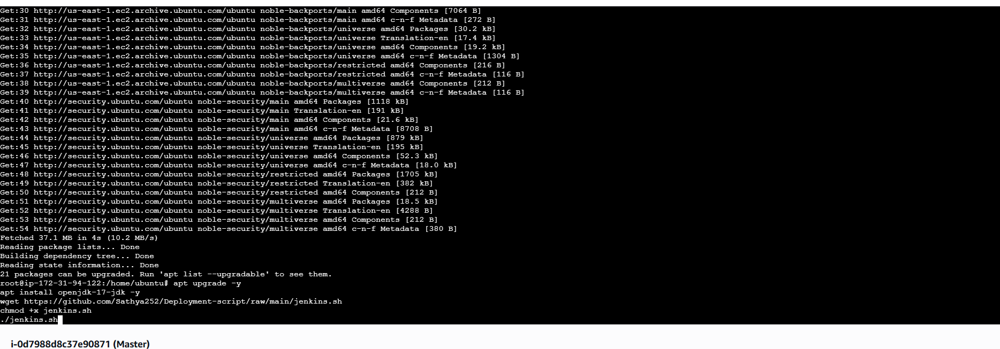 Get:30 http://us-east-1.ec2.archive.ubuntu.com/ubuntu noble-backports/main amd64 Components [7064 B]
Get:31 http://us-east-1.ec2.archive.ubuntu.com/ubuntu noble-backports/main amd64 c-n-f Metadata [272 B]
Get:32 http://us-east-1.ec2.archive.ubuntu.com/ubuntu noble-backports/universe amd64 Packages [30.2 kB]
Get:33 http://us-east-1.ec2.archive.ubuntu.com/ubuntu noble-backports/universe Translation-en [17.4 kB]
Get:34 http://us-east-1.ec2.archive.ubuntu.com/ubuntu noble-backports/universe amd64 Components [19.2 kB]
Get:35 http://us-east-1.ec2.archive.ubuntu.com/ubuntu noble-backports/universe amd64 c-n-f Metadata [1304 B]
Get:36 http://us-east-1.ec2.archive.ubuntu.com/ubuntu noble-backports/restricted amd64 Components [216 B]
Get:37 http://us-east-1.ec2.archive.ubuntu.com/ubuntu noble-backports/restricted amd64 c-n-f Metadata [116 B]
Get:38 http://us-east-1.ec2.archive.ubuntu.com/ubuntu noble-backports/multiverse amd64 Components [212 B]
Get:39 http://us-east-1.ec2.archive.ubuntu.com/ubuntu noble-backports/multiverse amd64 c-n-f Metadata [116 B]
Get:40 http://security.ubuntu.com/ubuntu noble-security/main amd64 Packages [1118 kB]
Get:41 http://security.ubuntu.com/ubuntu noble-security/main Translation-en [191 kB]
Get:42 http://security.ubuntu.com/ubuntu noble-security/main amd64 Components [21.6 kB]
Get:43 http://security.ubuntu.com/ubuntu noble-security/main amd64 c-n-f Metadata [8708 B]
Get:44 http://security.ubuntu.com/ubuntu noble-security/universe amd64 Packages [879 kB]
Get:45 http://security.ubuntu.com/ubuntu noble-security/universe Translation-en [195 kB]
Get:46 http://security.ubuntu.com/ubuntu noble-security/universe amd64 Components [52.3 kB]
Get:47 http://security.ubuntu.com/ubuntu noble-security/universe amd64 c-n-f Metadata [18.0 kB]
Get:48 http://security.ubuntu.com/ubuntu noble-security/restricted amd64 Packages [1705 kB]
Get:49 http://security.ubuntu.com/ubuntu noble-security/restricted Translation-en [382 kB]
Get:50 http://security.ubuntu.com/ubuntu noble-security/restricted amd64 Components [212 B]
Get:51 http://security.ubuntu.com/ubuntu noble-security/multiverse amd64 Packages [18.5 kB]
Get:52 http://security.ubuntu.com/ubuntu noble-security/multiverse Translation-en [4288 B]
Get:53 http://security.ubuntu.com/ubuntu noble-security/multiverse amd64 Components [212 B]
Get:54 http://security.ubuntu.com/ubuntu noble-security/multiverse amd64 c-n-f Metadata [380 B]
Fetched 37.1 MB in 4s (10.2 MB/s)
Reading package lists... Done
Building dependency tree... Done
Reading state information... Done
21 packages can be upgraded. Run 'apt list --upgradable' to see them.
root@ip-172-31-94-122:/home/ubuntu# apt upgrade -y
apt install openjdk-17-jdk -y
wget https://github.com/Sathya252/Deployment-script/raw/main/jenkins.sh
chmod +x jenkins.sh
./jenkins.sh
i-0d7988d8c37e90871 (Master)